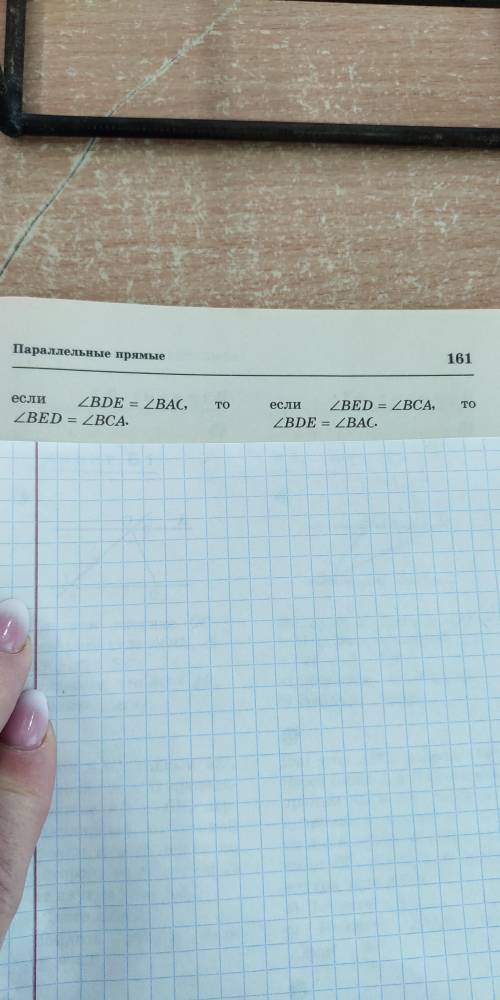 Параллельные прямые 161
если ∠BDE = ∠BAC, то
∠BED = ∠BCA.
если ∠BED = ∠BCA, то
∠BDE = ∠BAC.